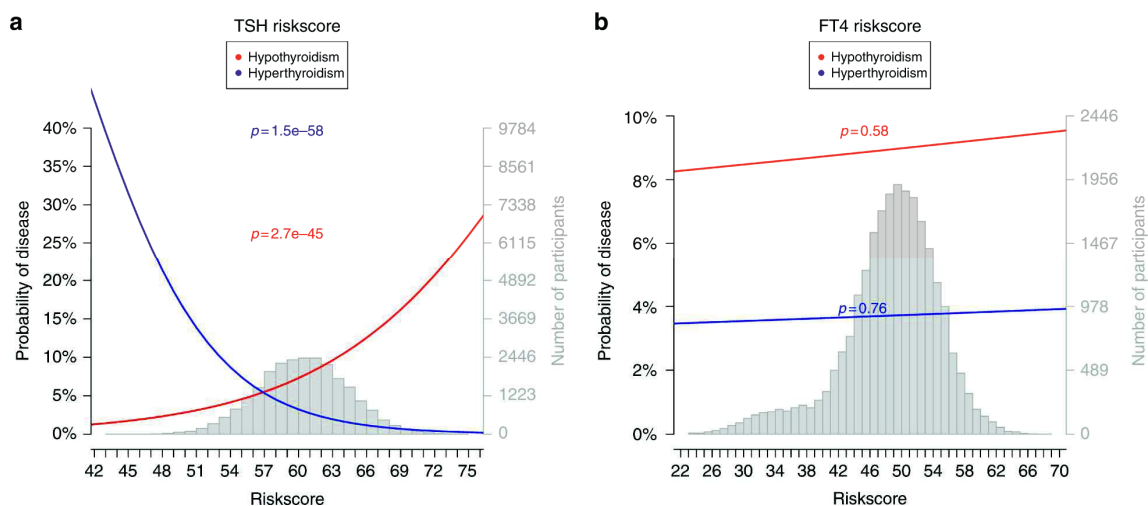 a
TSH riskscore
Hypothyroidism
Hyperthyroidism
Probability of disease
40%
35%
30%
25%
20%
15%
10%
5%
0%
p=1.5e–58
p=2.7e–45
9784
8561
7338
6115
4892
3669
2446
1223
0
Number of participants
42 45 48 51 54 57 60 63 66 69 72 75
Riskscore
b
FT4 riskscore
Hypothyroidism
Hyperthyroidism
Probability of disease
10%
8%
6%
4%
2%
0%
p=0.58
p=0.76
2446
1956
1467
978
489
0
Number of participants
22 26 30 34 38 42 46 50 54 58 62 66 70
Riskscore